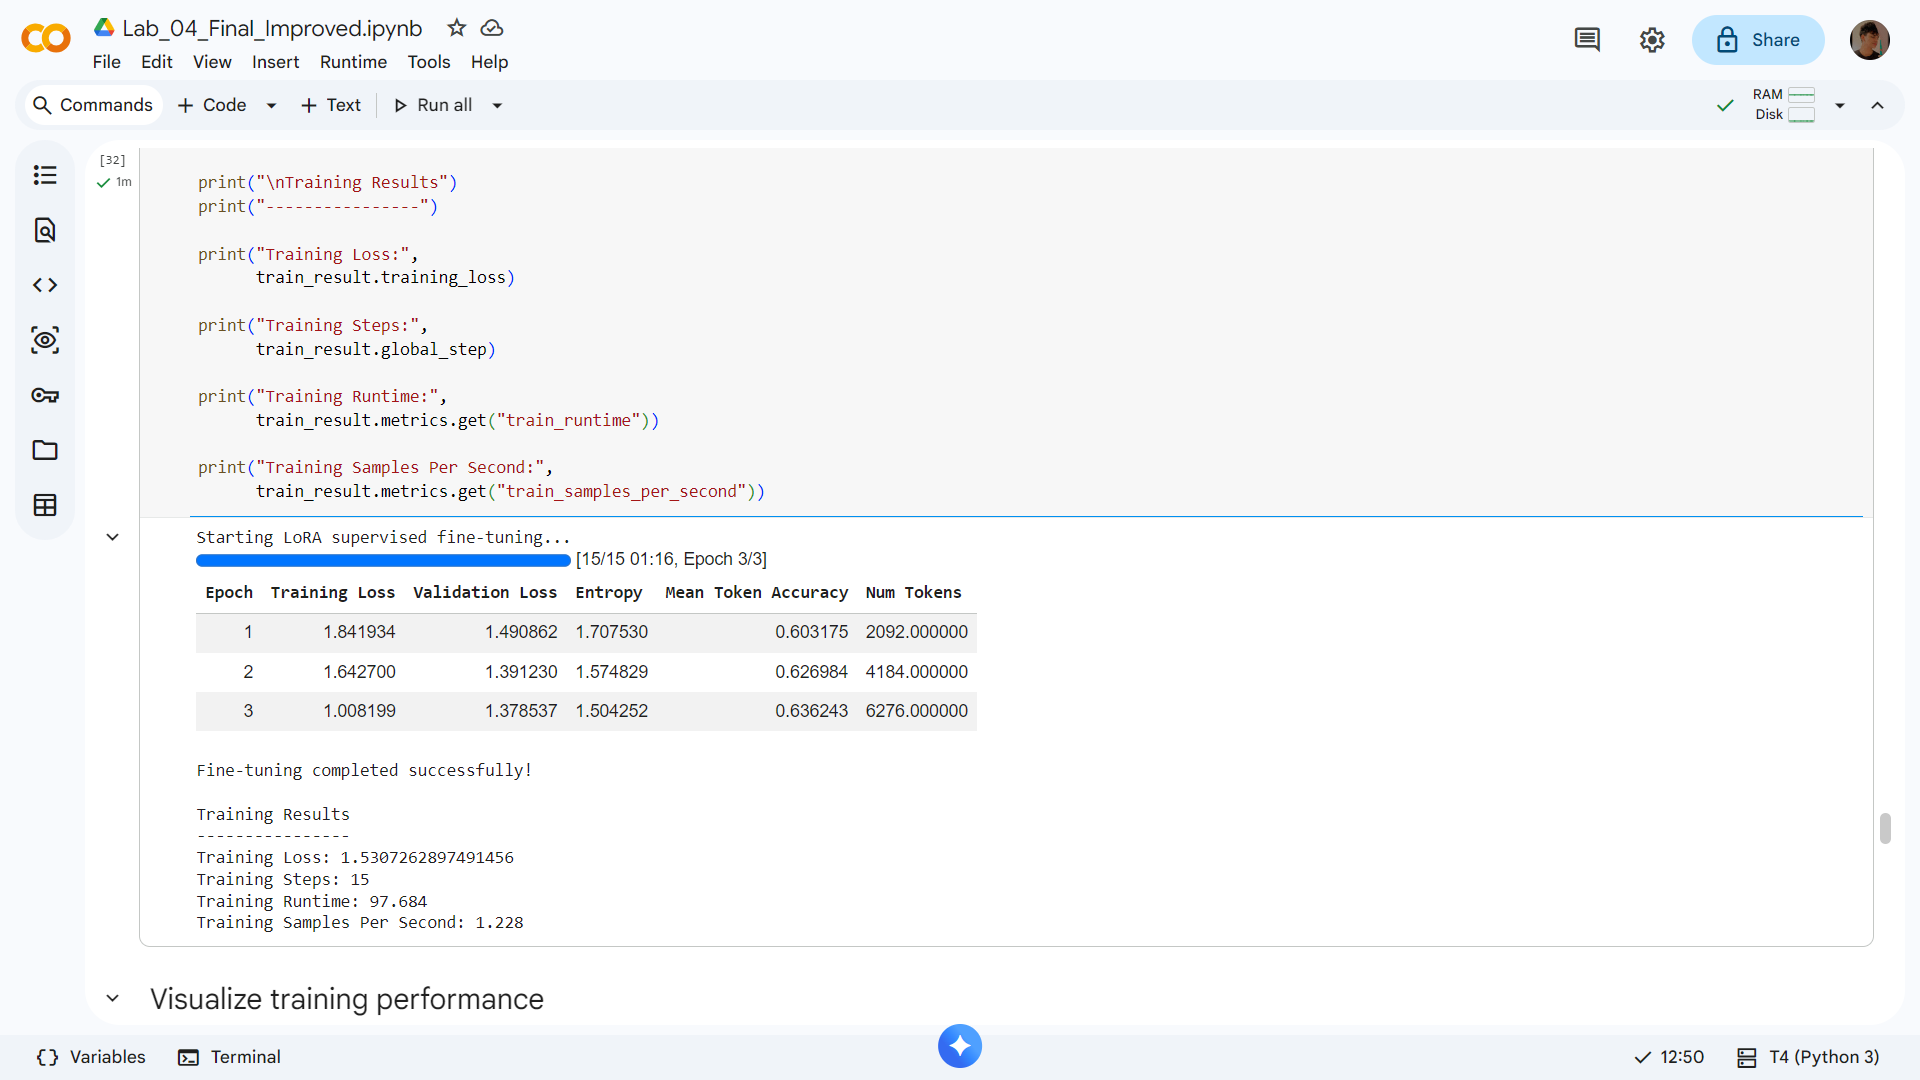 Lab_04_Final_Improved.ipynb
File Edit View Insert Runtime Tools Help
Share
Commands + Code + Text Run all
RAM
Disk
[32]
1m
print("\nTraining Results")
print("----------------")
print("Training Loss:",
train_result.training_loss)
print("Training Steps:",
train_result.global_step)
print("Training Runtime:",
train_result.metrics.get("train_runtime"))
print("Training Samples Per Second:",
train_result.metrics.get("train_samples_per_second"))
Starting LoRA supervised fine-tuning...
[15/15 01:16, Epoch 3/3]
Epoch Training Loss Validation Loss Entropy Mean Token Accuracy Num Tokens
1 1.841934 1.490862 1.707530 0.603175 2092.000000
2 1.642700 1.391230 1.574829 0.626984 4184.000000
3 1.008199 1.378537 1.504252 0.636243 6276.000000
Fine-tuning completed successfully!
Training Results
----------------
Training Loss: 1.5307262897491456
Training Steps: 15
Training Runtime: 97.684
Training Samples Per Second: 1.228
Visualize training performance
Variables Terminal 12:50 T4 (Python 3)